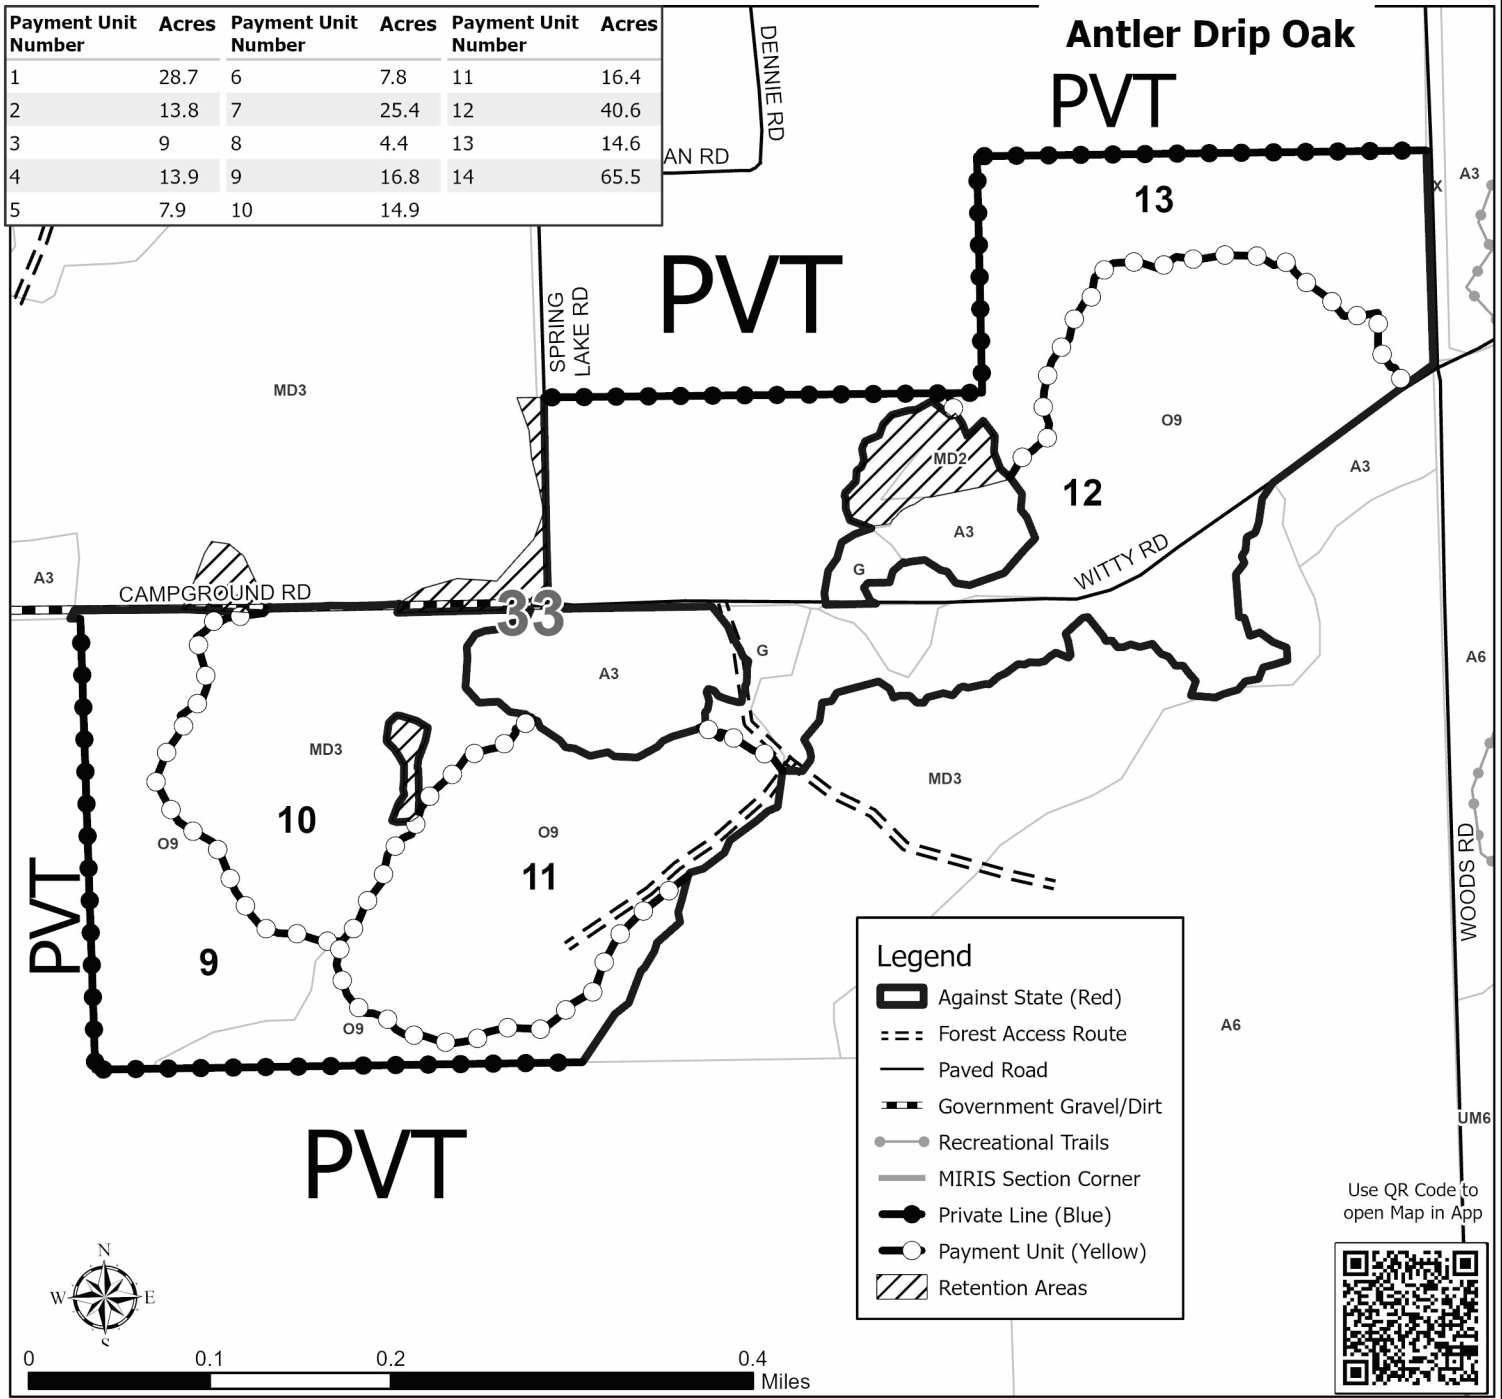 Antler Drip Oak
Payment Unit Number Acres Payment Unit Number Acres Payment Unit Number Acres
1 28.7 6 7.8 11 16.4
2 13.8 7 25.4 12 40.6
3 9 8 4.4 13 14.6
4 13.9 9 16.8 14 65.5
5 7.9 10 14.9
DENNIE RD
AN RD
PVT
A3
X
13
PVT
SPRING
LAKE RD
MD3
O9
MD2
A3
12
A3
G
WITTY RD
A3
CAMPGROUND RD
33
G
A3
A6
MD3
MD3
10
O9
O9
11
WOODS RD
PVT
9
O9
A6
UM6
PVT
Legend
Against State (Red)
Forest Access Route
Paved Road
Government Gravel/Dirt
Recreational Trails
MIRIS Section Corner
Private Line (Blue)
Payment Unit (Yellow)
Retention Areas
Use QR Code to
open Map in App
N
W E
S
0 0.1 0.2 0.4
Miles